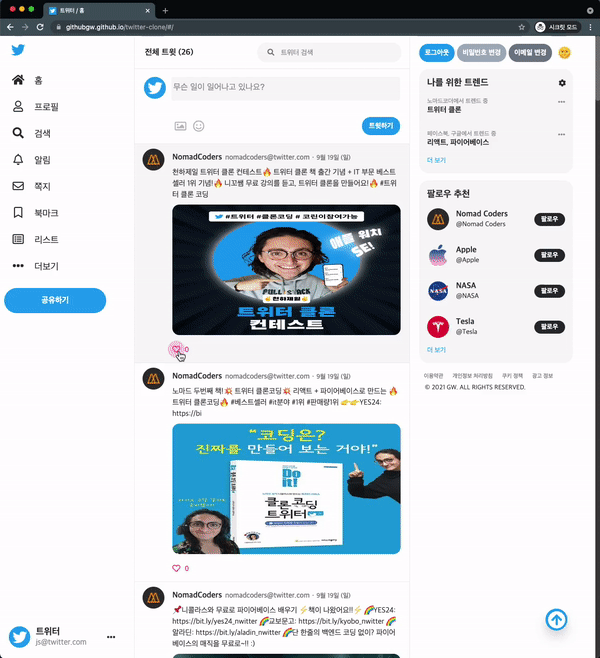 트위터 / 홈
githubgw.github.io/twitter-clone/#/
시크릿 모드
홈
프로필
검색
알림
쪽지
북마크
리스트
더보기
공유하기
트위터
js@twitter.com
전체 트윗 (26)
트위터 검색
무슨 일이 일어나고 있나요?
트윗하기
NomadCoders nomadcoders@twitter.com · 9월 19일 (일)
천하제일 트위터 클론 컨테스트🔥 트위터 클론 책 출간 기념 + IT 부문 베스트
셀러 1위 기념!🔥 니꼬쌤 무료 강의를 듣고, 트위터 클론을 만들어요!🔥 #트위
터 클론 코딩
#트위터 #클론코딩 #코린이참여가능
애플 워치
SE!
FULL STACK
천하제일
트위터 클론
컨테스트
0
NomadCoders nomadcoders@twitter.com · 9월 19일 (일)
노마드 두번째 책!💥 트위터 클론코딩💥 리액트 + 파이어베이스로 만드는 🔥
트위터 클론코딩🔥 #베스트셀러 #it분야 #1위 #판매량1위 👉👉YES24:
https://bi
"코딩은?
진짜를 만들어 보는 거야!"
Do
it!
클론 코딩
트위터
0
NomadCoders nomadcoders@twitter.com · 9월 19일 (일)
📌니콜라스와 무료로 파이어베이스 배우기 ⚡책이 나왔어요!!⚡ 🌈YES24:
https://bit.ly/yes24_nwitter 🌈교보문고: https://bit.ly/kyobo_nwitter 🌈
알라딘: https://bit.ly/aladin_nwitter 🌈단 한줄의 백엔드 코딩 없이? 파이어
베이스의 매직을 무료로~!! :)
로그아웃
비밀번호 변경
이메일 변경
나를 위한 트렌드
노마드코더에서 트렌드 중
트위터 클론
페이스북, 구글에서 트렌드 중
리액트, 파이어베이스
더 보기
팔로우 추천
Nomad Coders
@Nomad Coders
팔로우
Apple
@Apple
팔로우
NASA
@NASA
팔로우
Tesla
@Tesla
팔로우
더 보기
이용약관 개인정보 처리방침 쿠키 정책 광고 정보
© 2021 GW. ALL RIGHTS RESERVED.